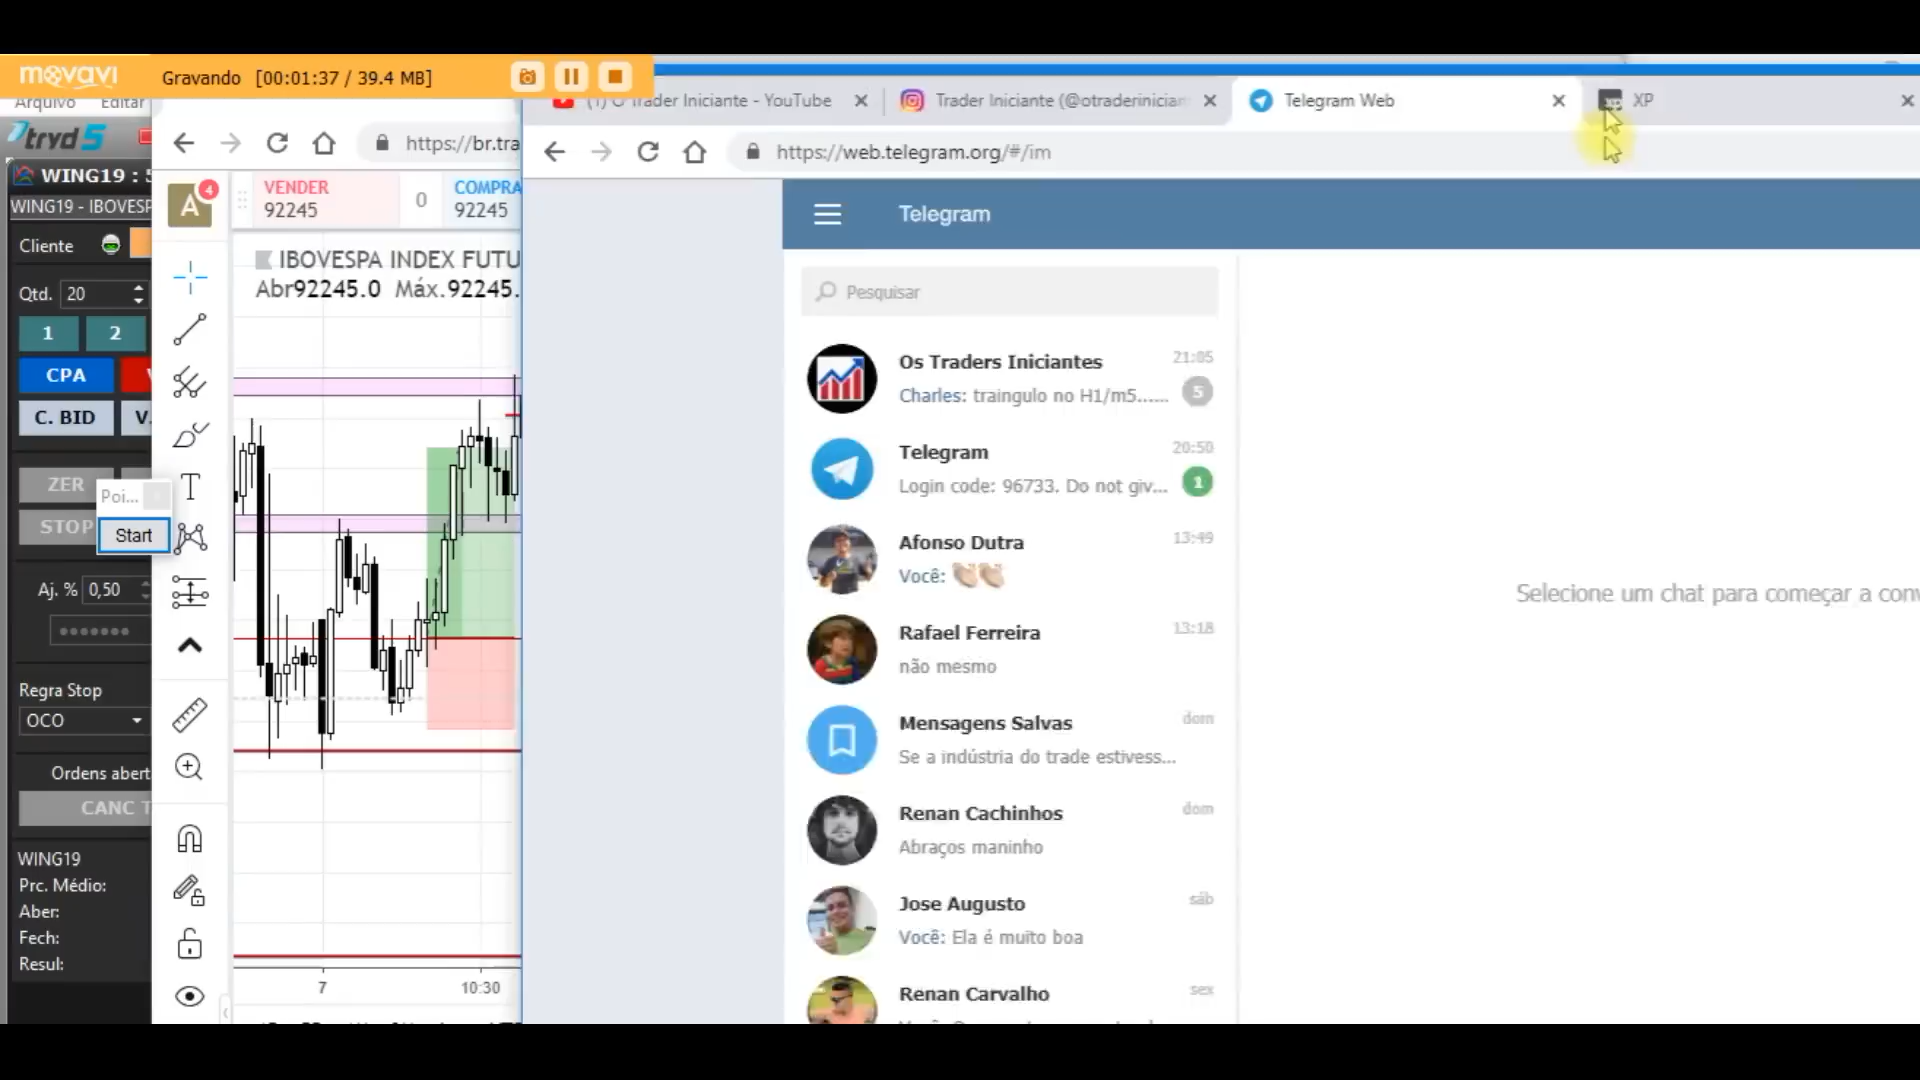 movavi
Gravando [00:01:37 / 39.4 MB]
Arquivo Editar
tryd 5
WING19 :
WING19 - IBOVESP
Cliente
Qtd. 20
1 2
CPA
C. BID V.
ZER
STOP
Poi...
Start
Aj. % 0,50
Regra Stop
OCO
Ordens abert
CANC T
WING19
Prc. Médio:
Aber:
Fech:
Resul:
https://br.tra
A 4
VENDER
92245
0
COMPRA
92245
IBOVESPA INDEX FUTU
Abr92245.0 Máx.92245.
T
7 10:30
(1) O Trader Iniciante - YouTube
Trader Iniciante (@otraderinician
Telegram Web
XP
https://web.telegram.org/#/im
Telegram
Pesquisar
Os Traders Iniciantes 21:05
Charles: traingulo no H1/m5...... 5
Telegram 20:50
Login code: 96733. Do not giv... 1
Afonso Dutra 13:49
Você:
Rafael Ferreira 13:18
não mesmo
Mensagens Salvas dom
Se a indústria do trade estivess...
Renan Cachinhos dom
Abraços maninho
Jose Augusto sáb
Você: Ela é muito boa
Renan Carvalho sex
Selecione um chat para começar a conv